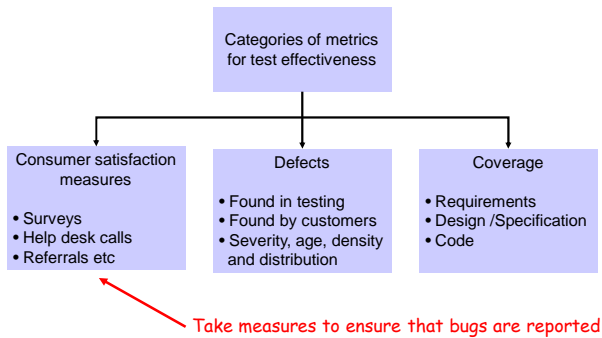 Categories of metrics
for test effectiveness
Consumer satisfaction
measures
• Surveys
• Help desk calls
• Referrals etc
Defects
• Found in testing
• Found by customers
• Severity, age, density
and distribution
Coverage
• Requirements
• Design /Specification
• Code
Take measures to ensure that bugs are reported